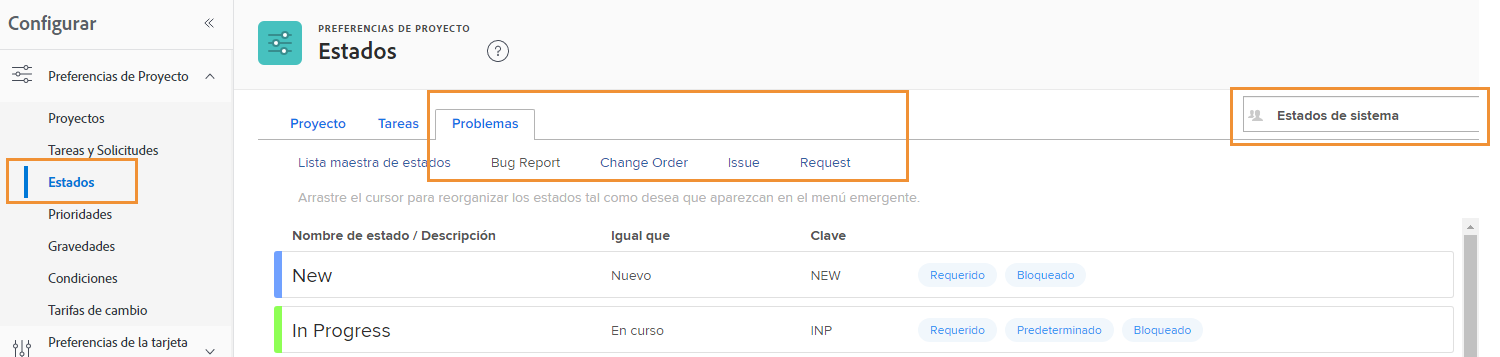 Configurar
Preferencias de Proyecto
Proyectos
Tareas y Solicitudes
Estados
Prioridades
Gravedades
Condiciones
Tarifas de cambio
Preferencias de la tarjeta
PREFERENCIAS DE PROYECTO
Estados
?
Proyecto Tareas Problemas
Estados de sistema
Lista maestra de estados Bug Report Change Order Issue Request
Arrastre el cursor para reorganizar los estados tal como desea que aparezcan en el menú emergente.
Nombre de estado / Descripción Igual que Clave
New Nuevo NEW Requerido Bloqueado
In Progress En curso INP Requerido Predeterminado Bloqueado